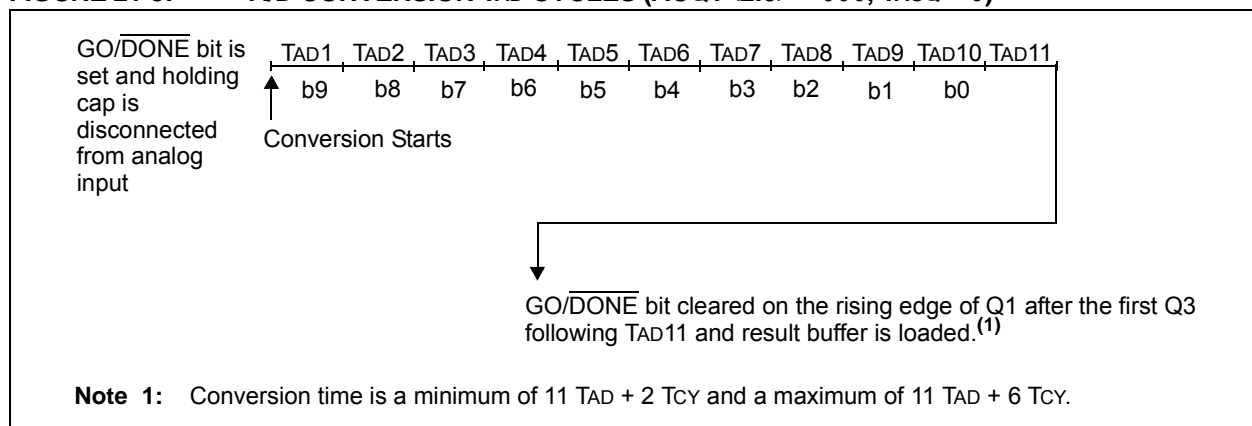 GO/DONE bit is
set and holding
cap is
disconnected
from analog
input
TAD1 TAD2 TAD3 TAD4 TAD5 TAD6 TAD7 TAD8 TAD9 TAD10 TAD11
b9 b8 b7 b6 b5 b4 b3 b2 b1 b0
Conversion Starts
GO/DONE bit cleared on the rising edge of Q1 after the first Q3
following TAD11 and result buffer is loaded.(1)
Note 1: Conversion time is a minimum of 11 TAD + 2 TCY and a maximum of 11 TAD + 6 TCY.